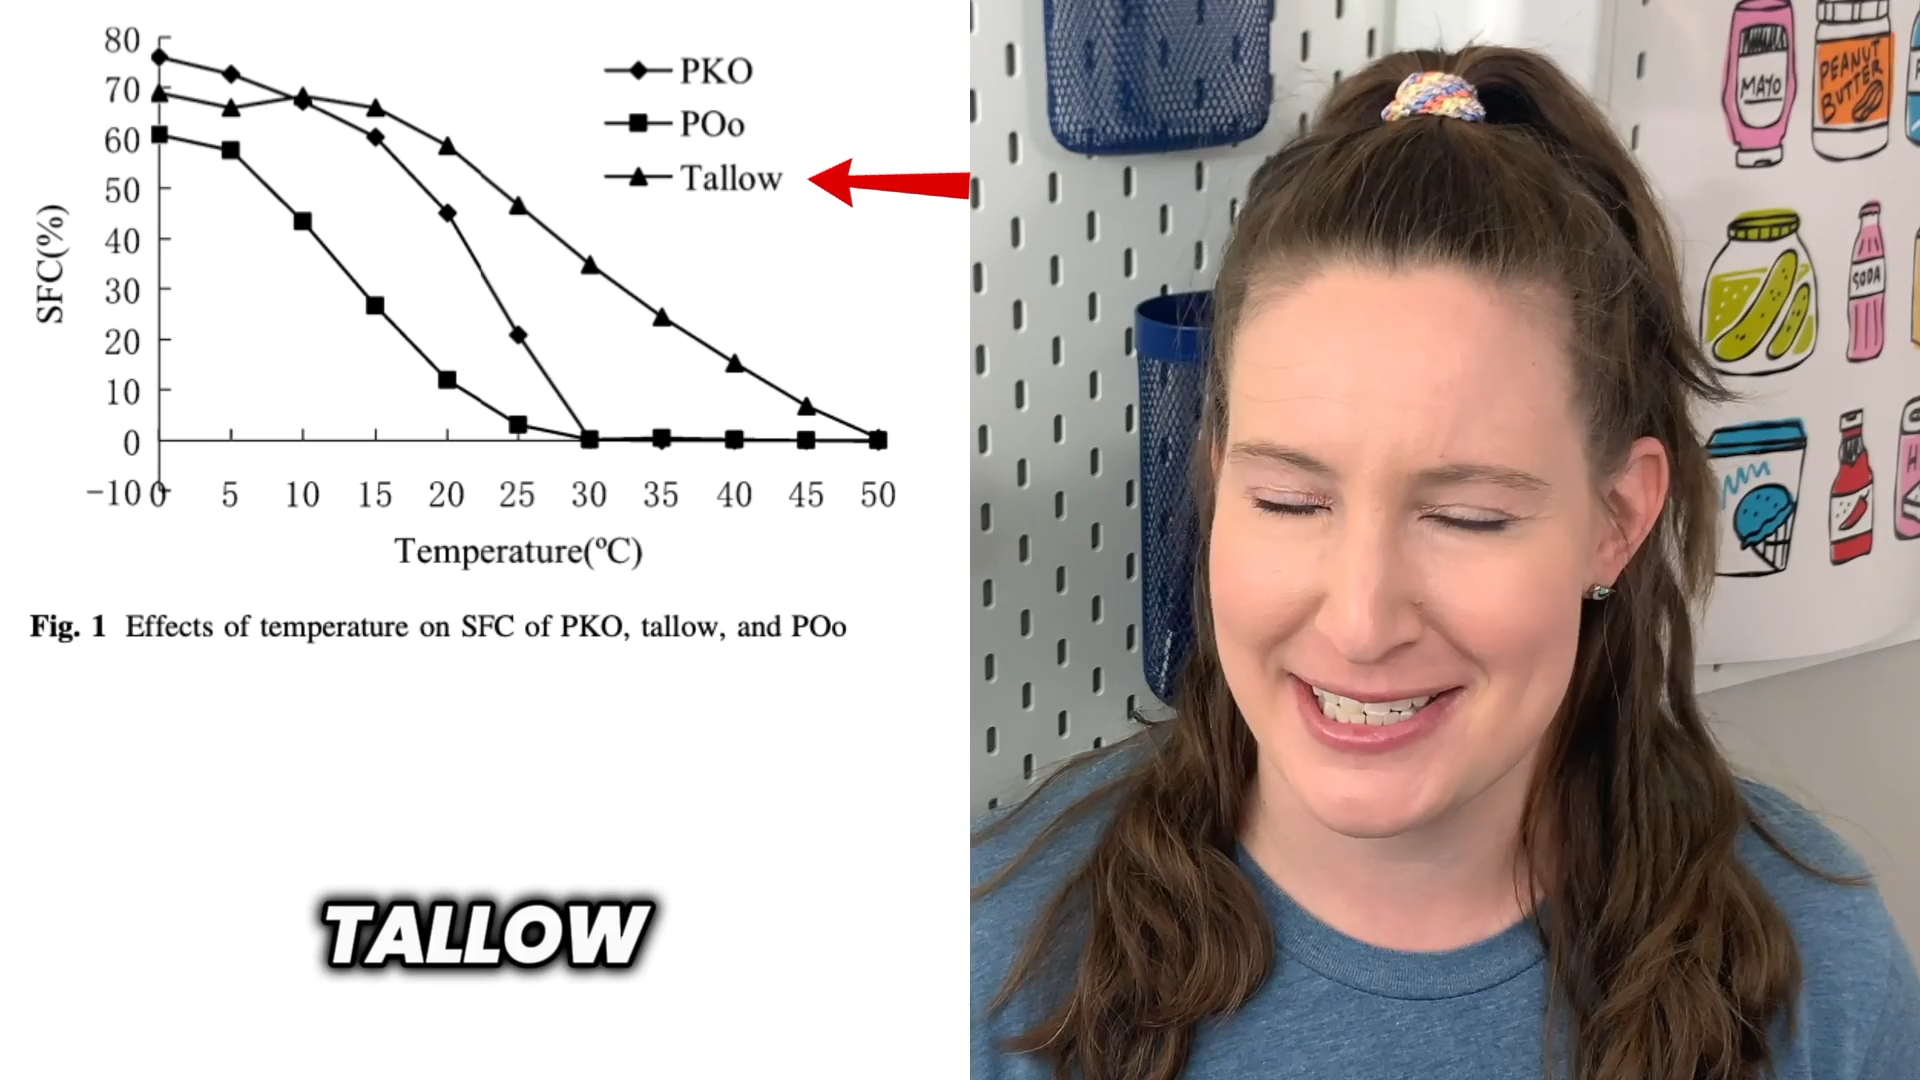 80
70
60
50
40
30
20
10
0
−10
SFC(%)
PKO
POo
Tallow
0 5 10 15 20 25 30 35 40 45 50
Temperature(ºC)
Fig. 1 Effects of temperature on SFC of PKO, tallow, and POo
TALLOW
MAYO
PEANUT
BUTTER
SODA